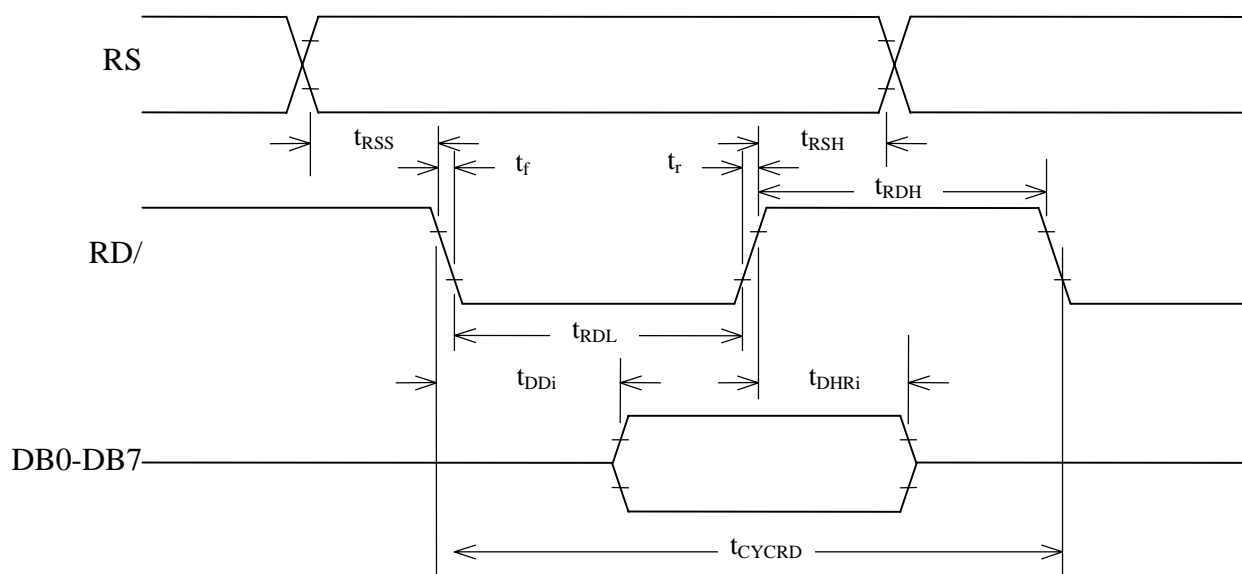 RS
tRSS
tRSH
tf
tr
tRDH
RD/
tRDL
tDDi
tDHRi
DB0-DB7
tCYCRD